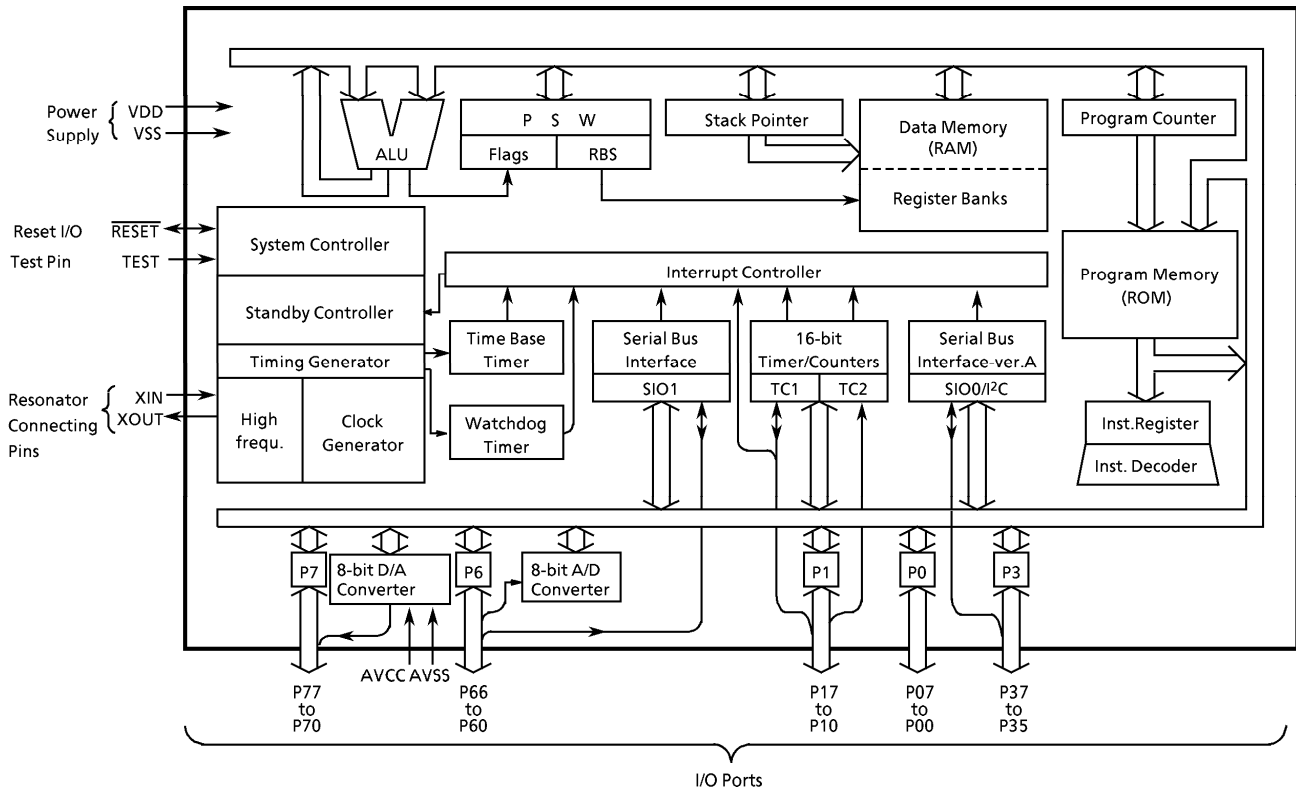 Power
Supply
VDD
VSS
P S W
Stack Pointer
Data Memory
(RAM)
Program Counter
ALU
Flags
RBS
Register Banks
Reset I/O
RESET
Test Pin
TEST
System Controller
Interrupt Controller
Program Memory
(ROM)
Standby Controller
Time Base
Timer
Serial Bus
Interface
16-bit
Timer/Counters
Serial Bus
Interface-ver.A
Timing Generator
SIO1
TC1
TC2
SIO0/I²C
Resonator
Connecting
Pins
XIN
XOUT
High
frequ.
Clock
Generator
Watchdog
Timer
Inst.Register
Inst. Decoder
P7
8-bit D/A
Converter
P6
8-bit A/D
Converter
P1
P0
P3
AVCC AVSS
P77
to
P70
P66
to
P60
P17
to
P10
P07
to
P00
P37
to
P35
I/O Ports